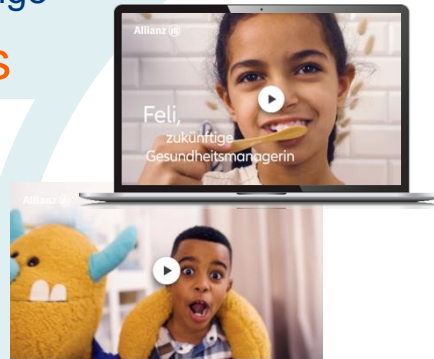 Allianz
Feli,
zukünftige
Gesundheitsmanagerin
Allianz